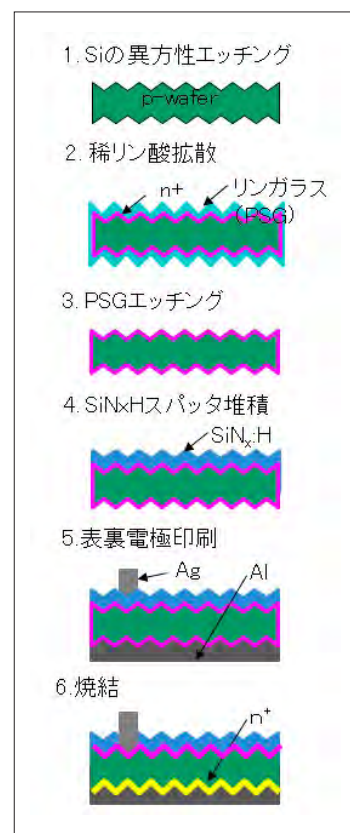 1. Siの異方性エッチング
p-wafer
2. 稀リン酸拡散
n+
リンガラス
(PSG)
3. PSGエッチング
4. SiNxHスパッタ堆積
SiNx:H
5.表裏電極印刷
Ag
Al
6.焼結
n+